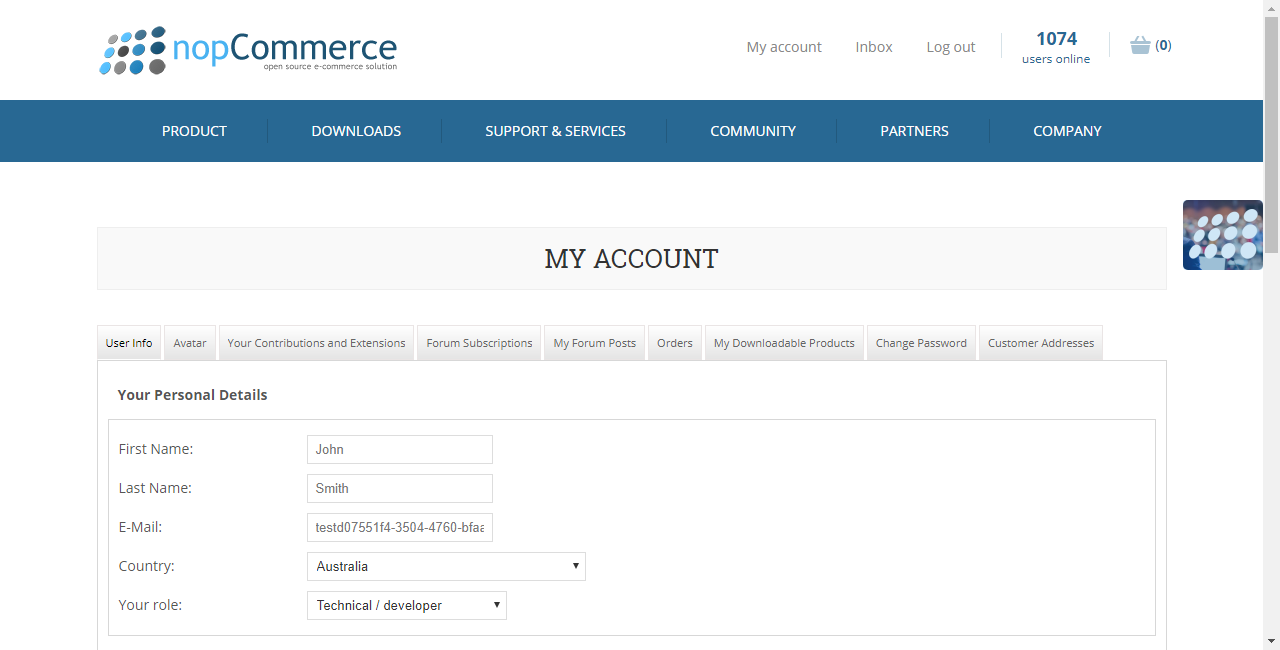 nopCommerce
open source e-commerce solution
My account Inbox Log out 1074 users online (0)
PRODUCT DOWNLOADS SUPPORT & SERVICES COMMUNITY PARTNERS COMPANY
MY ACCOUNT
User Info Avatar Your Contributions and Extensions Forum Subscriptions My Forum Posts Orders My Downloadable Products Change Password Customer Addresses
Your Personal Details
First Name: John
Last Name: Smith
E-Mail: testd07551f4-3504-4760-bfaa
Country: Australia
Your role: Technical / developer